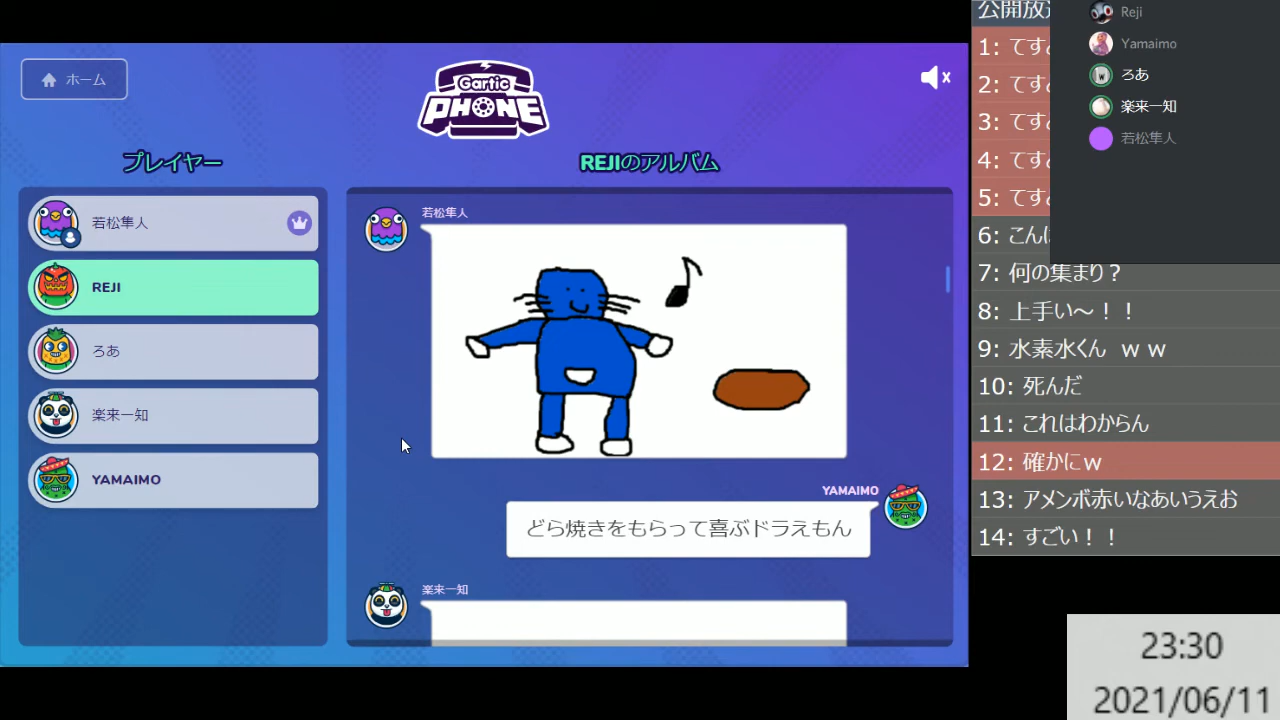 ホーム
Gartic
PHONE
プレイヤー
若松隼人
REJI
ろあ
楽来一知
YAMAIMO
REJIのアルバム
若松隼人
YAMAIMO
どら焼きをもらって喜ぶドラえもん
楽来一知
公開放
1: てす
2: てす
3: てす
4: てす
5: てす
6: こん
7: 何の集まり？
8: 上手い～！！
9: 水素水くん ｗｗ
10: 死んだ
11: これはわからん
12: 確かにｗ
13: アメンボ赤いなあいうえお
14: すごい！！
Reji
Yamaimo
ろあ
楽来一知
若松隼人
23:30
2021/06/11